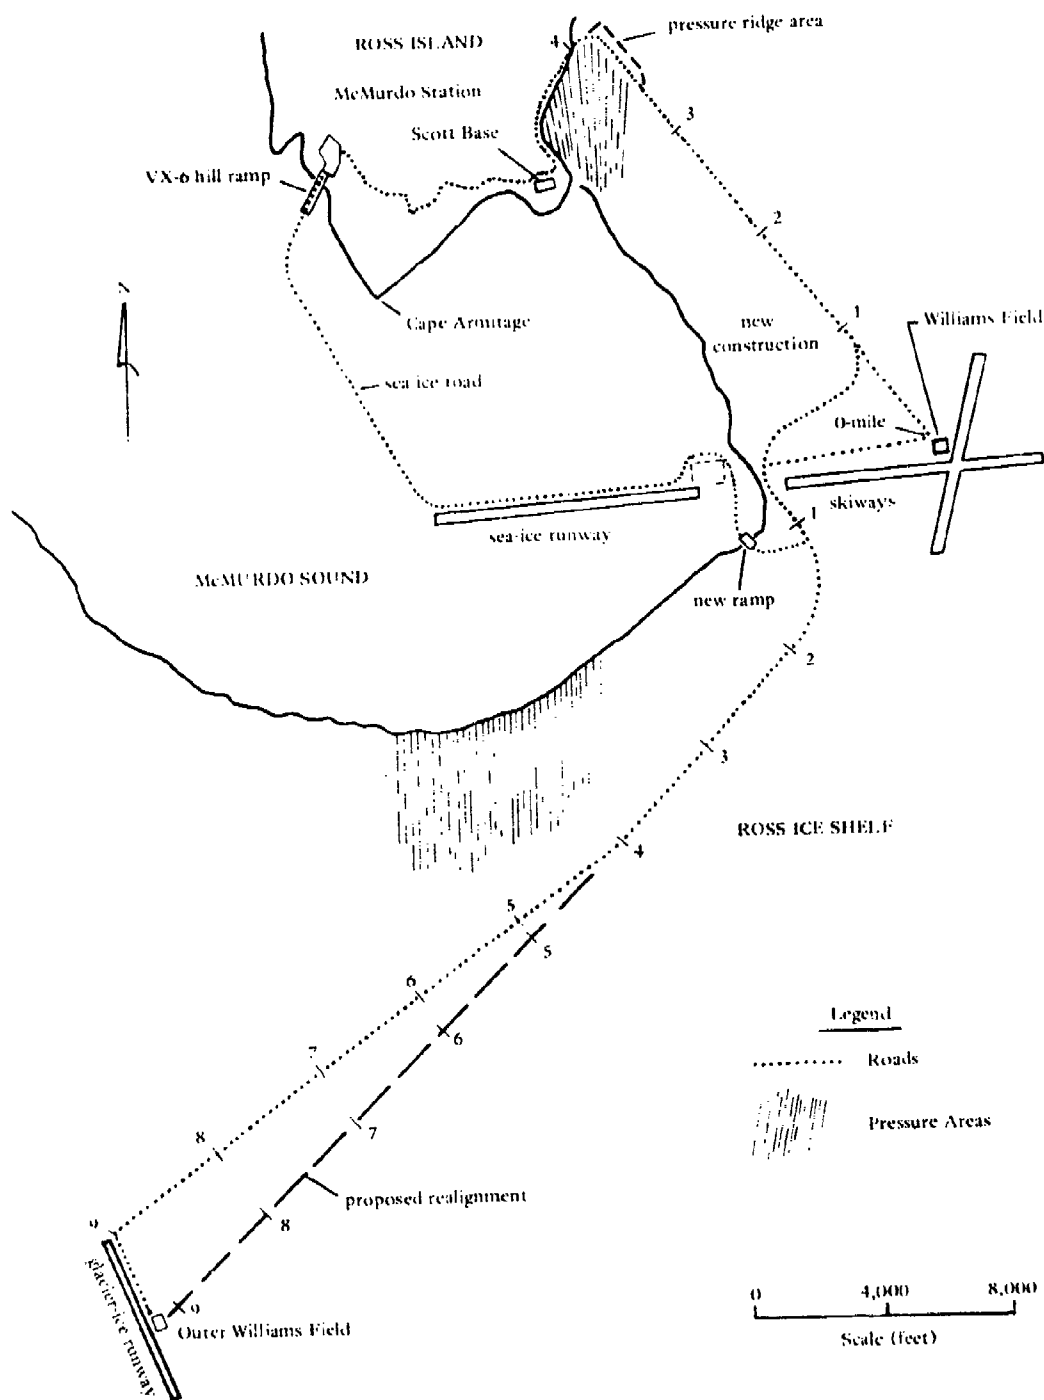 pressure ridge area
ROSS ISLAND
4
McMurdo Station
3
Scott Base
VX-6 hill ramp
2
N
Cape Armitage
1
Williams Field
new
construction
sea ice road
0-mile
skiways
1
sea-ice runway
McMURDO SOUND
new ramp
2
3
ROSS ICE SHELF
4
5
5
6
6
7
7
8
8
proposed realignment
9
9
glacier-ice runway
Outer Williams Field
Legend
Roads
Pressure Areas
0 4,000 8,000
Scale (feet)